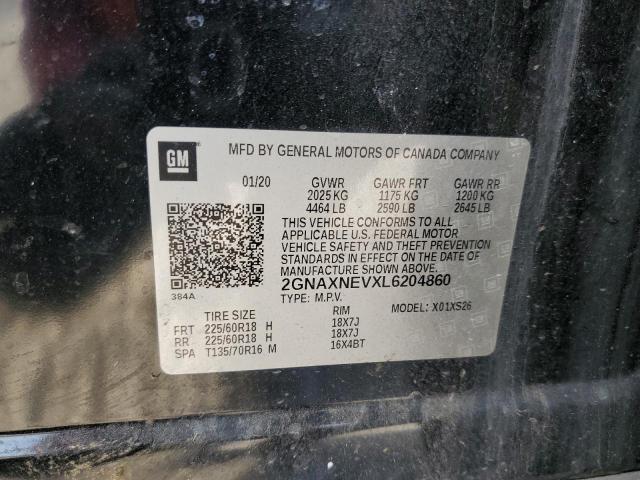 GM
MFD BY GENERAL MOTORS OF CANADA COMPANY
01/20 GVWR GAWR FRT GAWR RR
2025 KG 1175 KG 1200 KG
4464 LB 2590 LB 2645 LB
THIS VEHICLE CONFORMS TO ALL
APPLICABLE U.S. FEDERAL MOTOR
VEHICLE SAFETY AND THEFT PREVENTION
STANDARDS IN EFFECT ON THE DATE OF
MANUFACTURE SHOWN ABOVE.
384A 2GNAXNEVXL6204860
TYPE: M.P.V. MODEL: X01XS26
TIRE SIZE RIM
FRT 225/60R18 H 18X7J
RR 225/60R18 H 18X7J
SPA T135/70R16 M 16X4BT